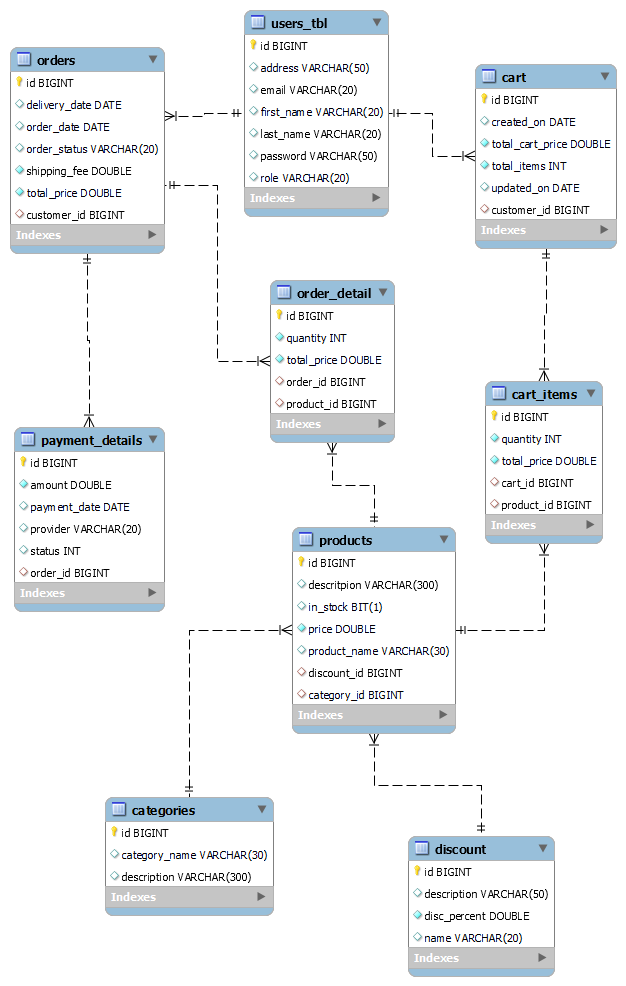 users_tbl
id BIGINT
address VARCHAR(50)
email VARCHAR(20)
first_name VARCHAR(20)
last_name VARCHAR(20)
password VARCHAR(50)
role VARCHAR(20)
Indexes
orders
id BIGINT
delivery_date DATE
order_date DATE
order_status VARCHAR(20)
shipping_fee DOUBLE
total_price DOUBLE
customer_id BIGINT
Indexes
cart
id BIGINT
created_on DATE
total_cart_price DOUBLE
total_items INT
updated_on DATE
customer_id BIGINT
Indexes
order_detail
id BIGINT
quantity INT
total_price DOUBLE
order_id BIGINT
product_id BIGINT
Indexes
cart_items
id BIGINT
quantity INT
total_price DOUBLE
cart_id BIGINT
product_id BIGINT
Indexes
payment_details
id BIGINT
amount DOUBLE
payment_date DATE
provider VARCHAR(20)
status INT
order_id BIGINT
Indexes
products
id BIGINT
descritpion VARCHAR(300)
in_stock BIT(1)
price DOUBLE
product_name VARCHAR(30)
discount_id BIGINT
category_id BIGINT
Indexes
categories
id BIGINT
category_name VARCHAR(30)
description VARCHAR(300)
Indexes
discount
id BIGINT
description VARCHAR(50)
disc_percent DOUBLE
name VARCHAR(20)
Indexes